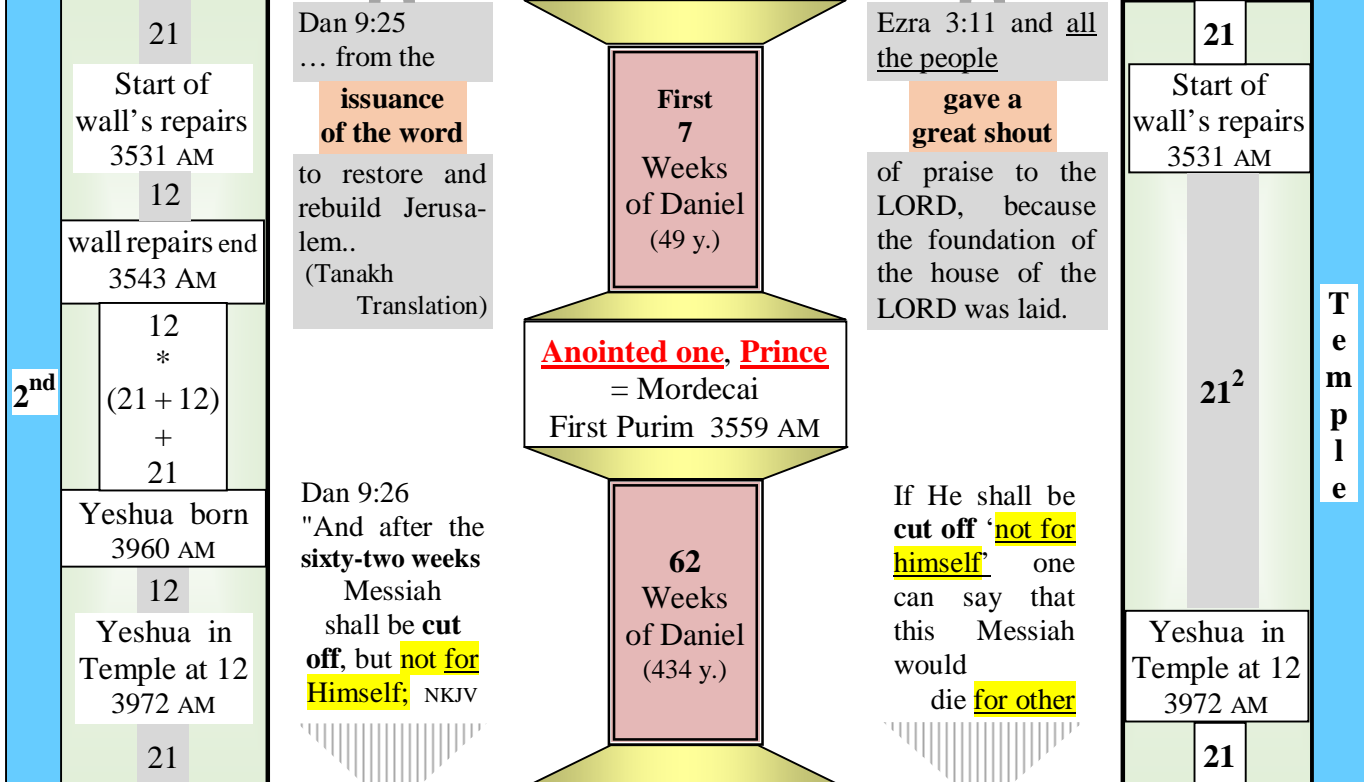 2nd
21
Start of
wall's repairs
3531 AM
12
wall repairs end
3543 AM
12
*
(21 + 12)
+
21
Yeshua born
3960 AM
12
Yeshua in
Temple at 12
3972 AM
21
Dan 9:25
… from the
issuance
of the word
to restore and
rebuild Jerusa-
lem..
(Tanakh
Translation)
Dan 9:26
"And after the
sixty-two weeks
Messiah
shall be cut
off, but not for
Himself; NKJV
First
7
Weeks
of Daniel
(49 y.)
Anointed one, Prince
= Mordecai
First Purim 3559 AM
62
Weeks
of Daniel
(434 y.)
Ezra 3:11 and all
the people
gave a
great shout
of praise to the
LORD, because
the foundation of
the house of the
LORD was laid.
If He shall be
cut off ‘not for
himself’ one
can say that
this Messiah
would
die for other
21
Start of
wall's repairs
3531 AM
21²
Yeshua in
Temple at 12
3972 AM
21
T
e
m
p
l
e